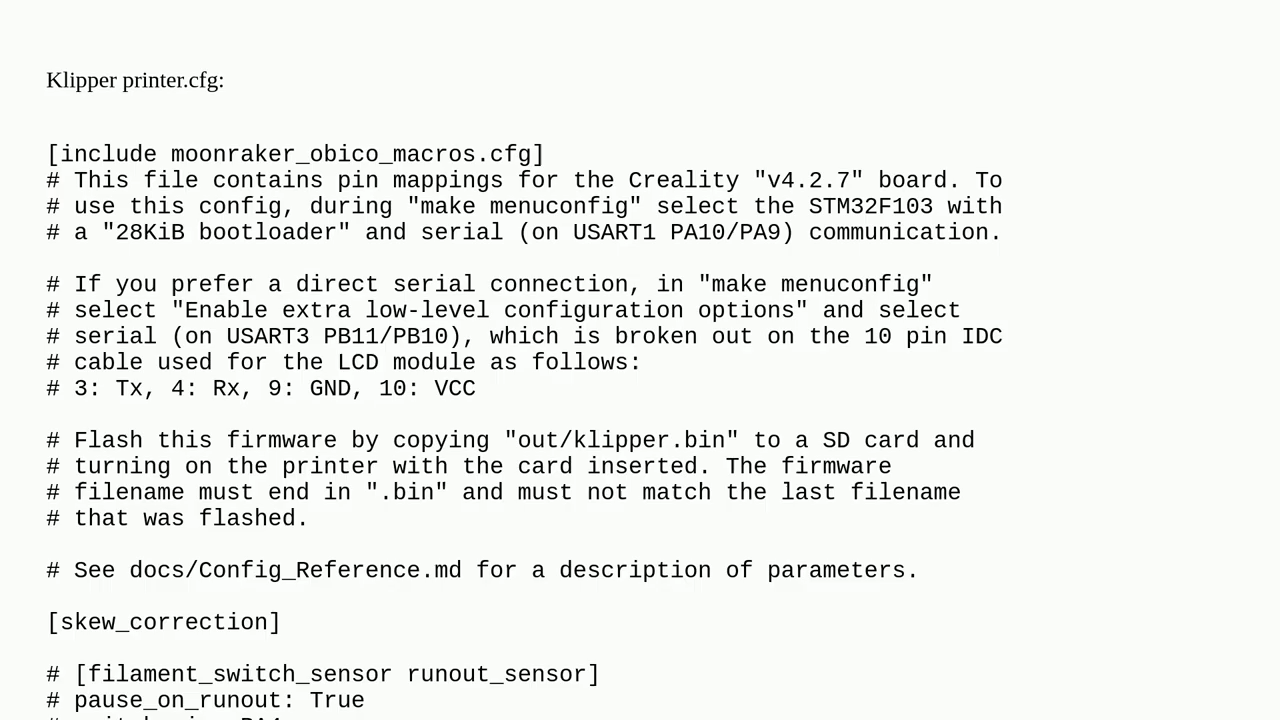 Klipper printer.cfg:
[include moonraker_obico_macros.cfg]
# This file contains pin mappings for the Creality "v4.2.7" board. To
# use this config, during "make menuconfig" select the STM32F103 with
# a "28KiB bootloader" and serial (on USART1 PA10/PA9) communication.
# If you prefer a direct serial connection, in "make menuconfig"
# select "Enable extra low-level configuration options" and select
# serial (on USART3 PB11/PB10), which is broken out on the 10 pin IDC
# cable used for the LCD module as follows:
# 3: Tx, 4: Rx, 9: GND, 10: VCC
# Flash this firmware by copying "out/klipper.bin" to a SD card and
# turning on the printer with the card inserted. The firmware
# filename must end in ".bin" and must not match the last filename
# that was flashed.
# See docs/Config_Reference.md for a description of parameters.
[skew_correction]
# [filament_switch_sensor runout_sensor]
# pause_on_runout: True